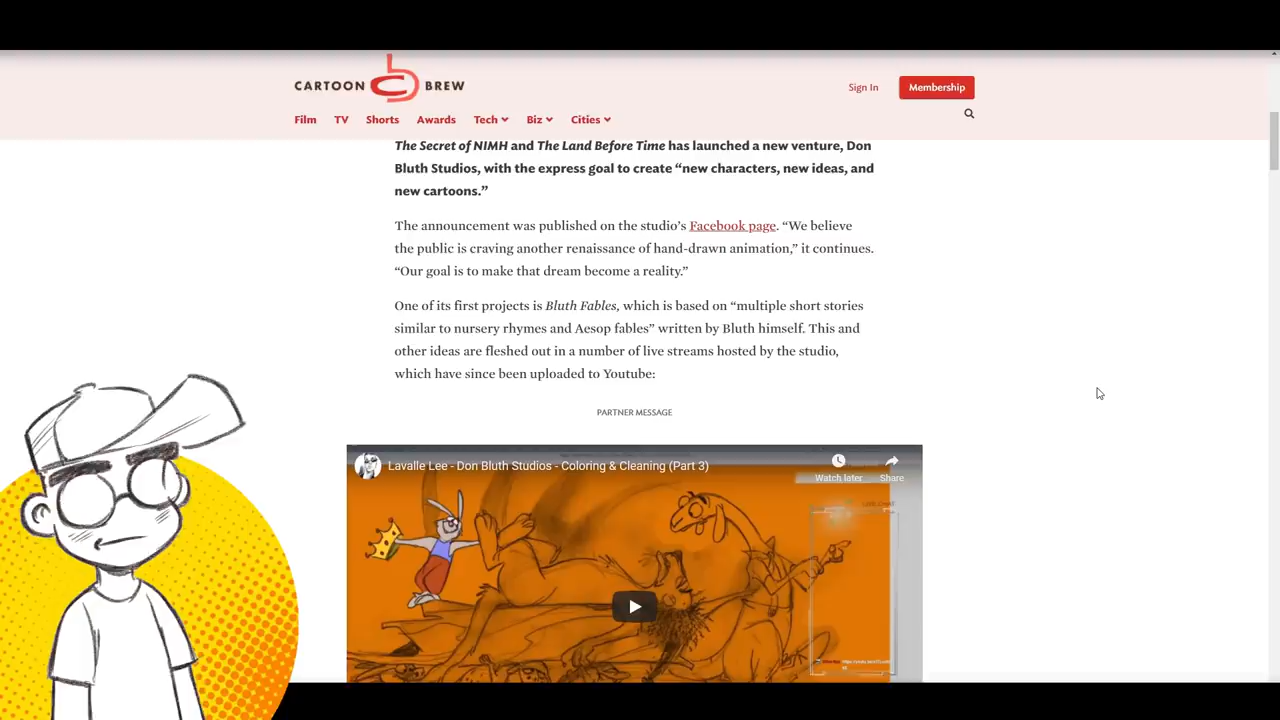 CARTOON BREW
Sign In
Membership
Film TV Shorts Awards Tech Biz Cities
The Secret of NIMH and The Land Before Time has launched a new venture, Don
Bluth Studios, with the express goal to create “new characters, new ideas, and
new cartoons.”
The announcement was published on the studio’s Facebook page. “We believe
the public is craving another renaissance of hand-drawn animation,” it continues.
“Our goal is to make that dream become a reality.”
One of its first projects is Bluth Fables, which is based on “multiple short stories
similar to nursery rhymes and Aesop fables” written by Bluth himself. This and
other ideas are fleshed out in a number of live streams hosted by the studio,
which have since been uploaded to Youtube:
PARTNER MESSAGE
Lavalle Lee - Don Bluth Studios - Coloring & Cleaning (Part 3)
Watch later
Share